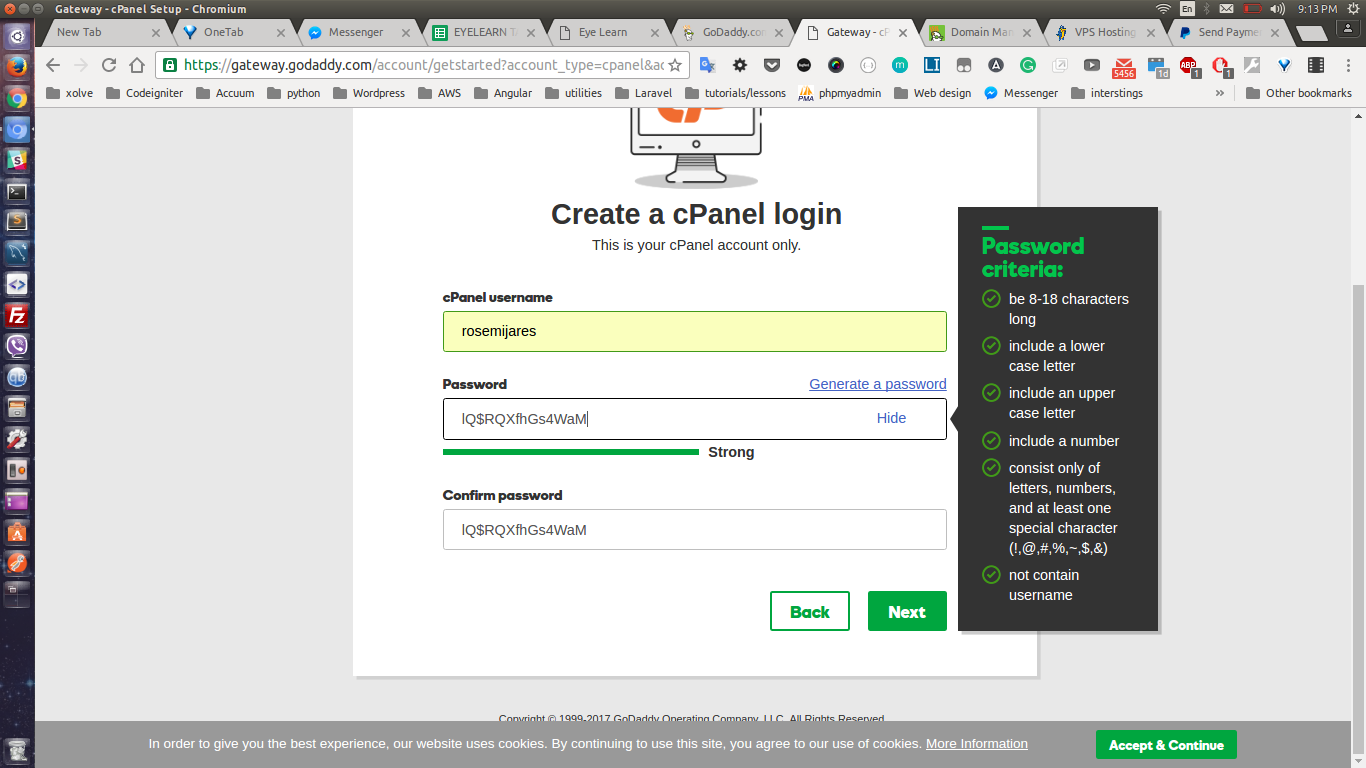 Gateway - cPanel Setup - Chromium
En
9:13 PM
New Tab
OneTab
Messenger
EYELEARN T
Eye Learn
GoDaddy.co
Gateway - cP
Domain Man
VPS Hosting
Send Payme
https://gateway.godaddy.com/account/getstarted?account_type=cpanel&ac
5456
1d
1
1
xolve
Codeigniter
Accuum
python
Wordpress
AWS
Angular
utilities
Laravel
tutorials/lessons
phpmyadmin
Web design
Messenger
interstings
»
Other bookmarks
Create a cPanel login
This is your cPanel account only.
cPanel username
rosemijares
Password
Generate a password
lQ$RQXfhGs4WaM
Hide
Strong
Confirm password
lQ$RQXfhGs4WaM
Back
Next
Password
criteria:
be 8-18 characters
long
include a lower
case letter
include an upper
case letter
include a number
consist only of
letters, numbers,
and at least one
special character
(!,@,#,%,~,$,&)
not contain
username
Copyright © 1999-2017 GoDaddy Operating Company, LLC. All Rights Reserved.
In order to give you the best experience, our website uses cookies. By continuing to use this site, you agree to our use of cookies. More Information
Accept & Continue